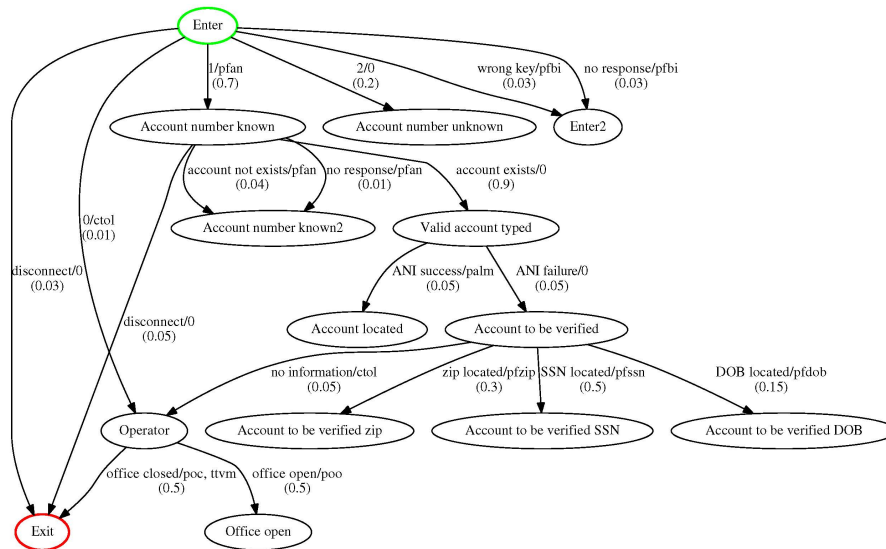 Enter
1/pfan
(0.7)
2/0
(0.2)
wrong key/pfbi
(0.03)
no response/pfbi
(0.03)
Account number known
Account number unknown
Enter2
account not exists/pfan
(0.04)
no response/pfan
(0.01)
account exists/0
(0.9)
0/ctol
(0.01)
Account number known2
Valid account typed
disconnect/0
(0.03)
ANI success/palm
(0.05)
ANI failure/0
(0.05)
disconnect/0
(0.05)
Account located
Account to be verified
no information/ctol
(0.05)
zip located/pfzip
(0.3)
SSN located/pfssn
(0.5)
DOB located/pfdob
(0.15)
Operator
Account to be verified zip
Account to be verified SSN
Account to be verified DOB
office closed/poc, ttvm
(0.5)
office open/poo
(0.5)
Exit
Office open